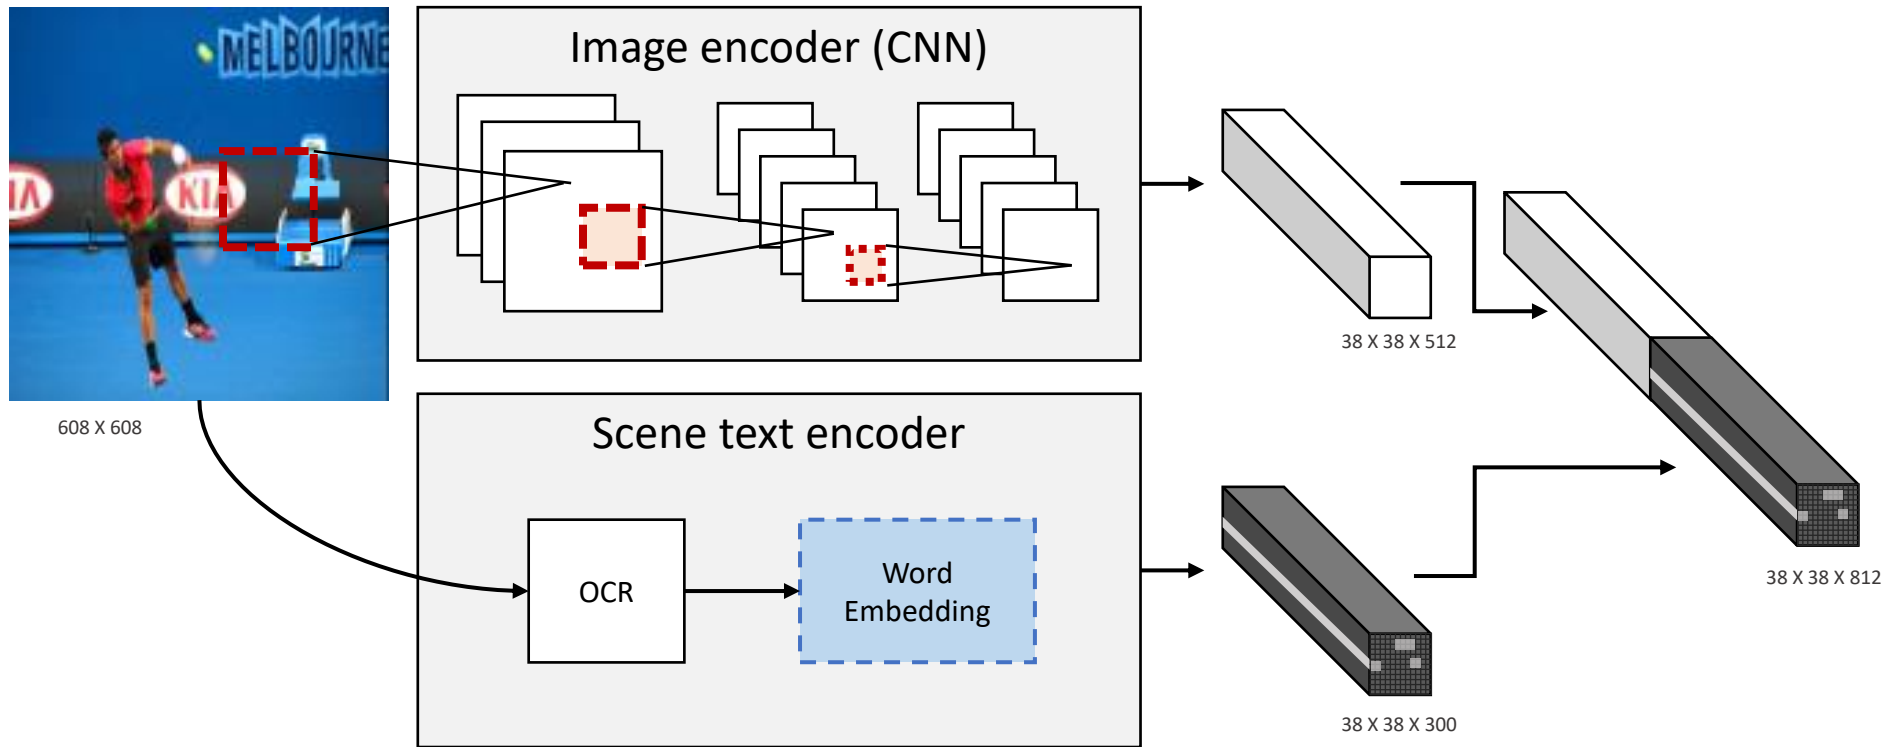 MELBOURNE
KIA
IA
608 X 608
Image encoder (CNN)
38 X 38 X 512
Scene text encoder
OCR
Word
Embedding
38 X 38 X 300
38 X 38 X 812